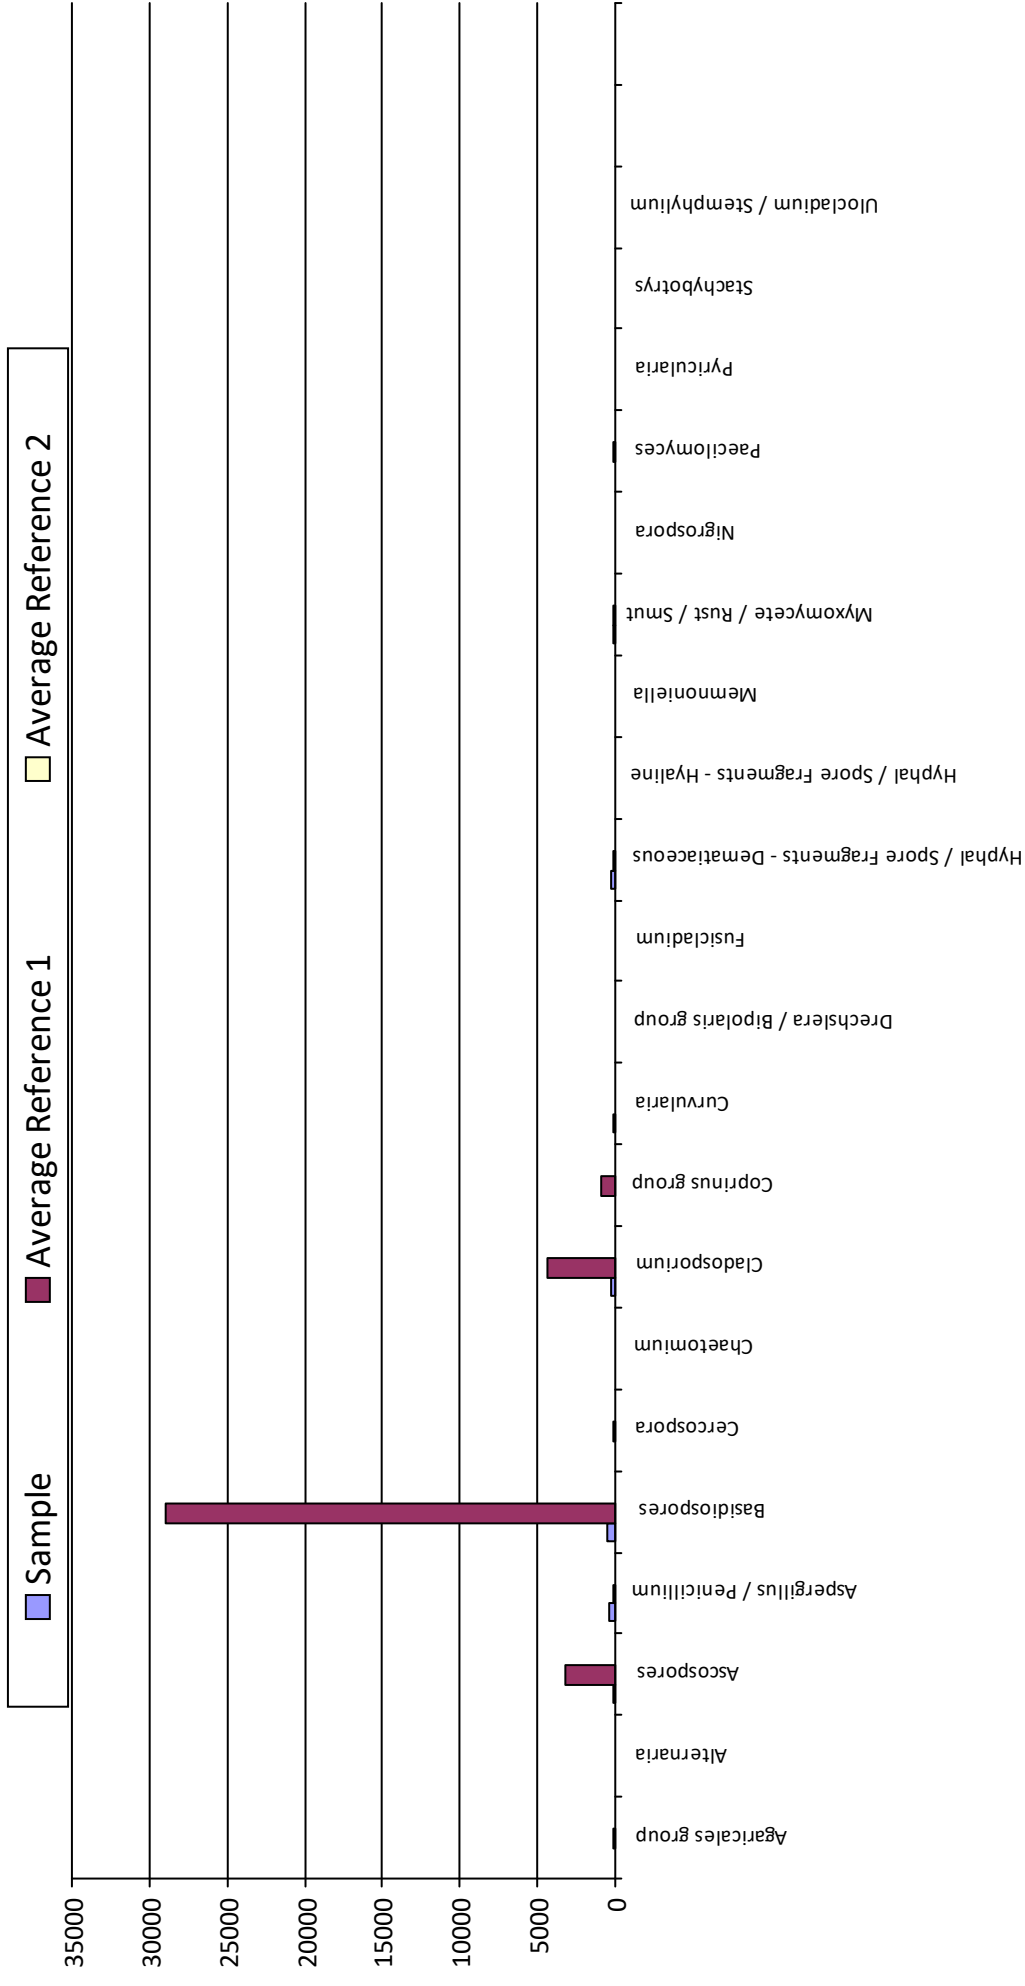 Sample
Average Reference 1
Average Reference 2
35000
30000
25000
20000
15000
10000
5000
0
Agaricales group
Alternaria
Ascospores
Aspergillus / Penicillium
Basidiospores
Cercospora
Chaetomium
Cladosporium
Coprinus group
Curvularia
Drechslera / Bipolaris group
Fusicladium
Hyphal / Spore Fragments - Dematiaceous
Hyphal / Spore Fragments - Hyaline
Memnoniella
Myxomycete / Rust / Smut
Nigrospora
Paecilomyces
Pyricularia
Stachybotrys
Ulocladium / Stemphylium